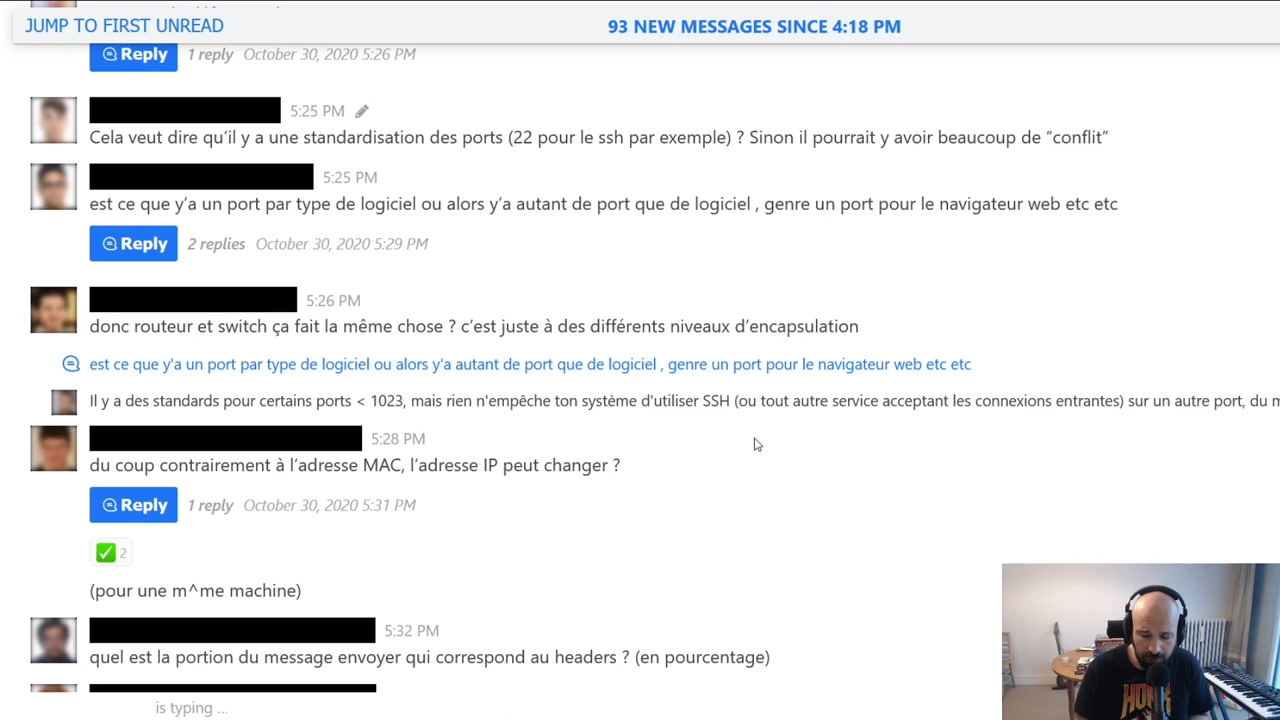 JUMP TO FIRST UNREAD
93 NEW MESSAGES SINCE 4:18 PM
Reply 1 reply October 30, 2020 5:26 PM
5:25 PM
Cela veut dire qu’il y a une standardisation des ports (22 pour le ssh par exemple) ? Sinon il pourrait y avoir beaucoup de “conflit”
5:25 PM
est ce que y’a un port par type de logiciel ou alors y’a autant de port que de logiciel , genre un port pour le navigateur web etc etc
Reply 2 replies October 30, 2020 5:29 PM
5:26 PM
donc routeur et switch ça fait la même chose ? c’est juste à des différents niveaux d’encapsulation
est ce que y'a un port par type de logiciel ou alors y'a autant de port que de logiciel , genre un port pour le navigateur web etc etc
Il y a des standards pour certains ports < 1023, mais rien n'empêche ton système d'utiliser SSH (ou tout autre service acceptant les connexions entrantes) sur un autre port, du m
5:28 PM
du coup contrairement à l’adresse MAC, l’adresse IP peut changer ?
Reply 1 reply October 30, 2020 5:31 PM
2
(pour une m^me machine)
5:32 PM
quel est la portion du message envoyer qui correspond au headers ? (en pourcentage)
is typing ...